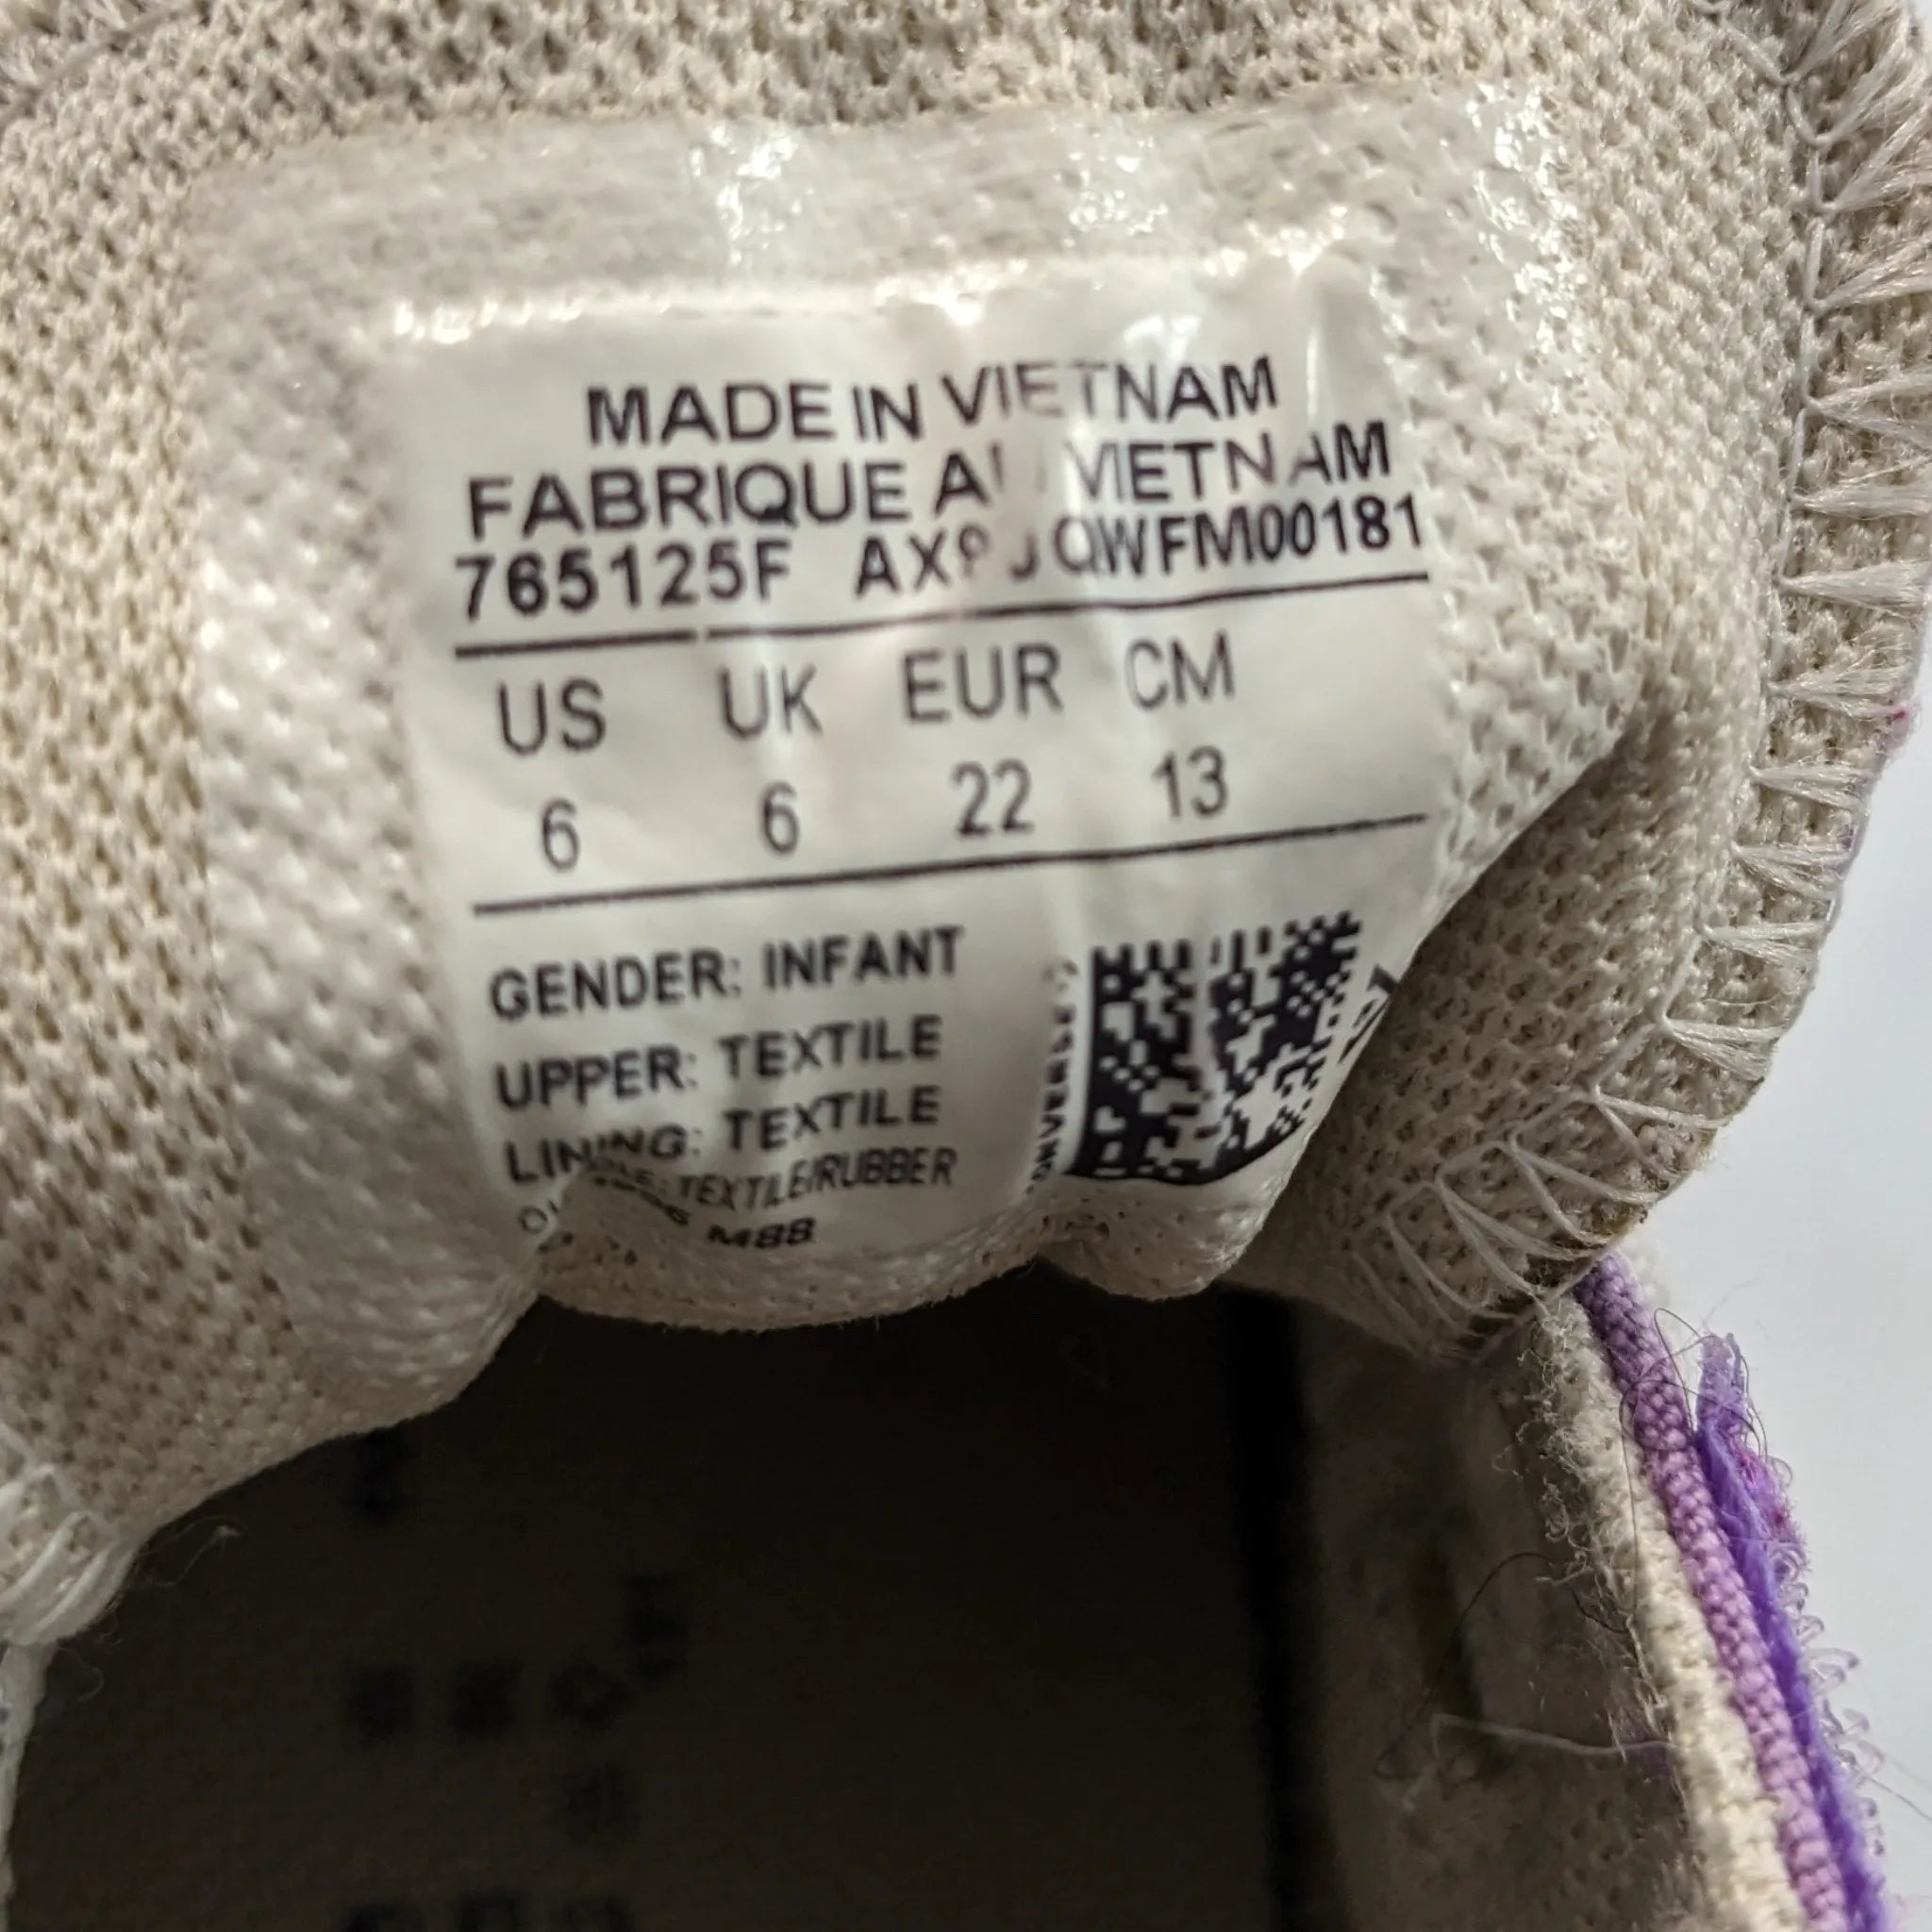 MADE IN VIETNAM
FABRIQUE VIETNAM
765125F
US UK EUR CM
6 6 22 13
GENDER: INFANT
UPPER: TEXTILE
LINING: TEXTILE
TEXTILE/RUBBER
M88